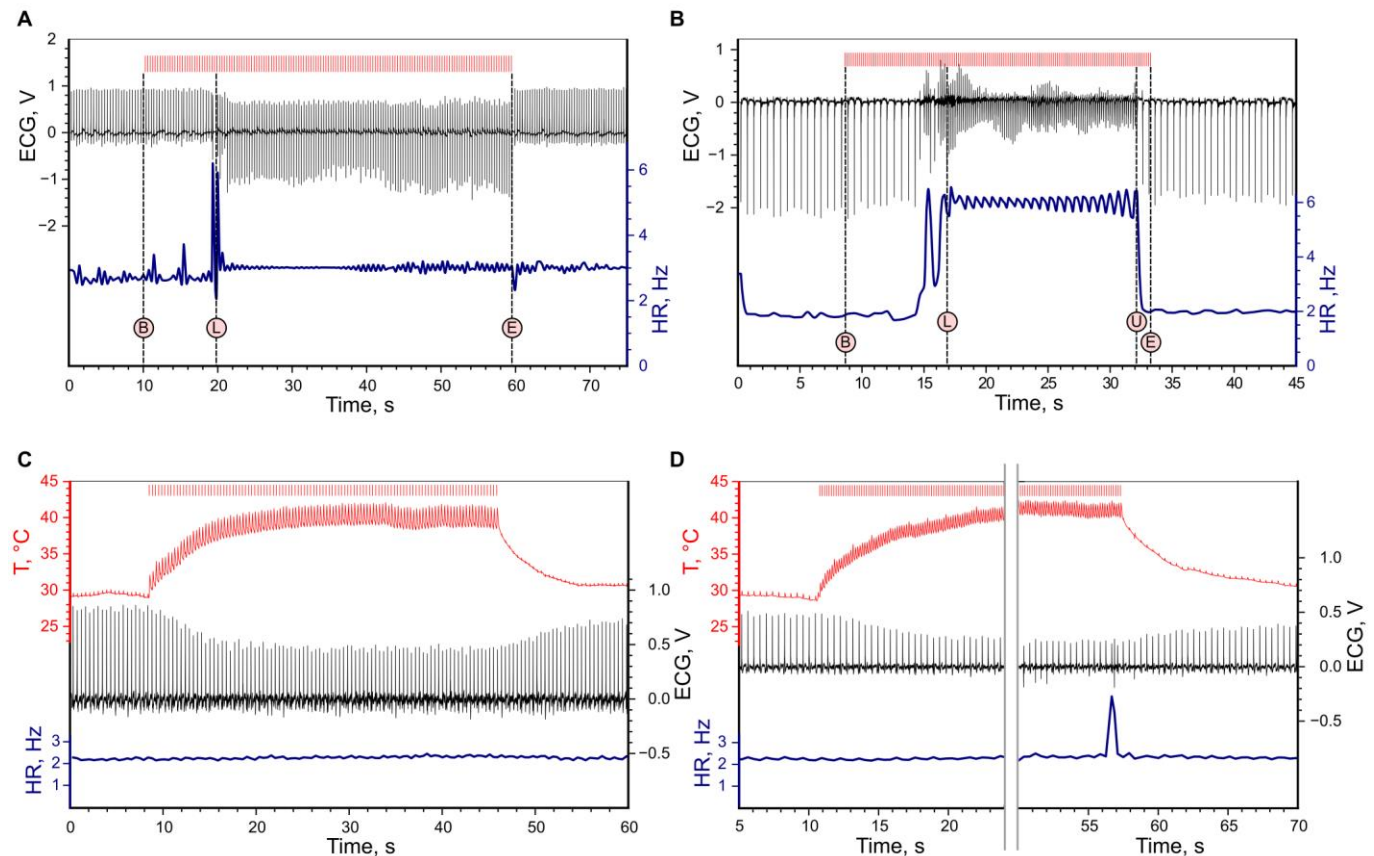 A
2
1
0
−1
−2
ECG, V
6
4
2
0
HR, Hz
B
L
E
0 10 20 30 40 50 60 70
Time, s
B
1
0
−1
−2
ECG, V
6
4
2
0
HR ,Hz
B
L
U
E
0 5 10 15 20 25 30 35 40 45
Time, s
C
45
40
35
30
25
T, °C
1.0
0.5
0.0
−0.5
ECG, V
3
2
1
HR, Hz
0 10 20 30 40 50 60
Time, s
D
45
40
35
30
25
T, °C
1.0
0.5
0.0
−0.5
ECG, V
3
2
1
HR, Hz
5 10 15 20 55 60 65 70
Time, s Time, s